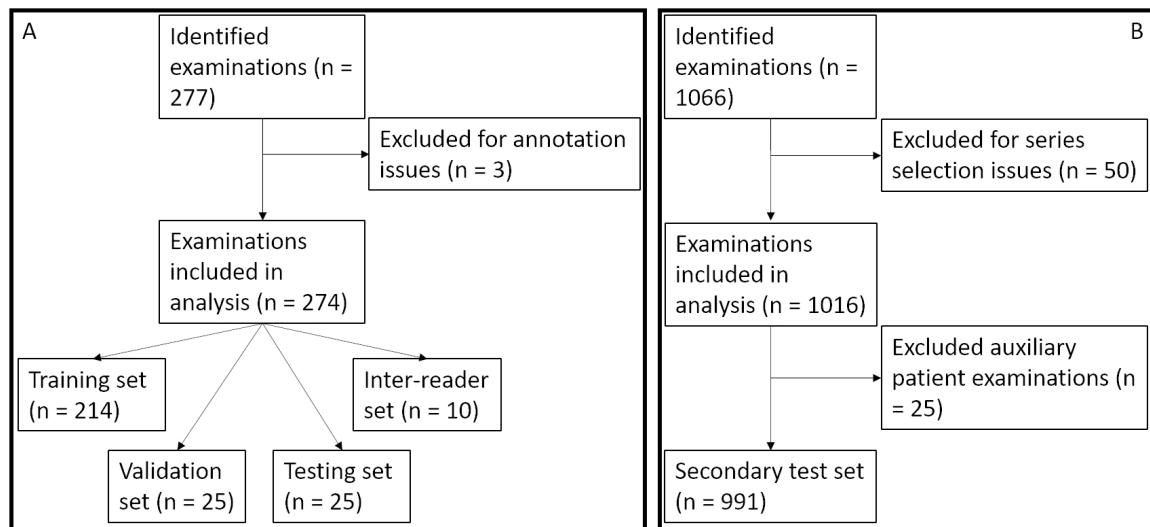 A
Identified
examinations (n =
277)
Excluded for annotation
issues (n = 3)
Examinations
included in
analysis (n = 274)
Training set
(n = 214)
Inter-reader
set (n = 10)
Validation
set (n = 25)
Testing set
(n = 25)
B
Identified
examinations (n =
1066)
Excluded for series
selection issues (n = 50)
Examinations
included in
analysis (n = 1016)
Excluded auxiliary
patient examinations (n
= 25)
Secondary test set
(n = 991)